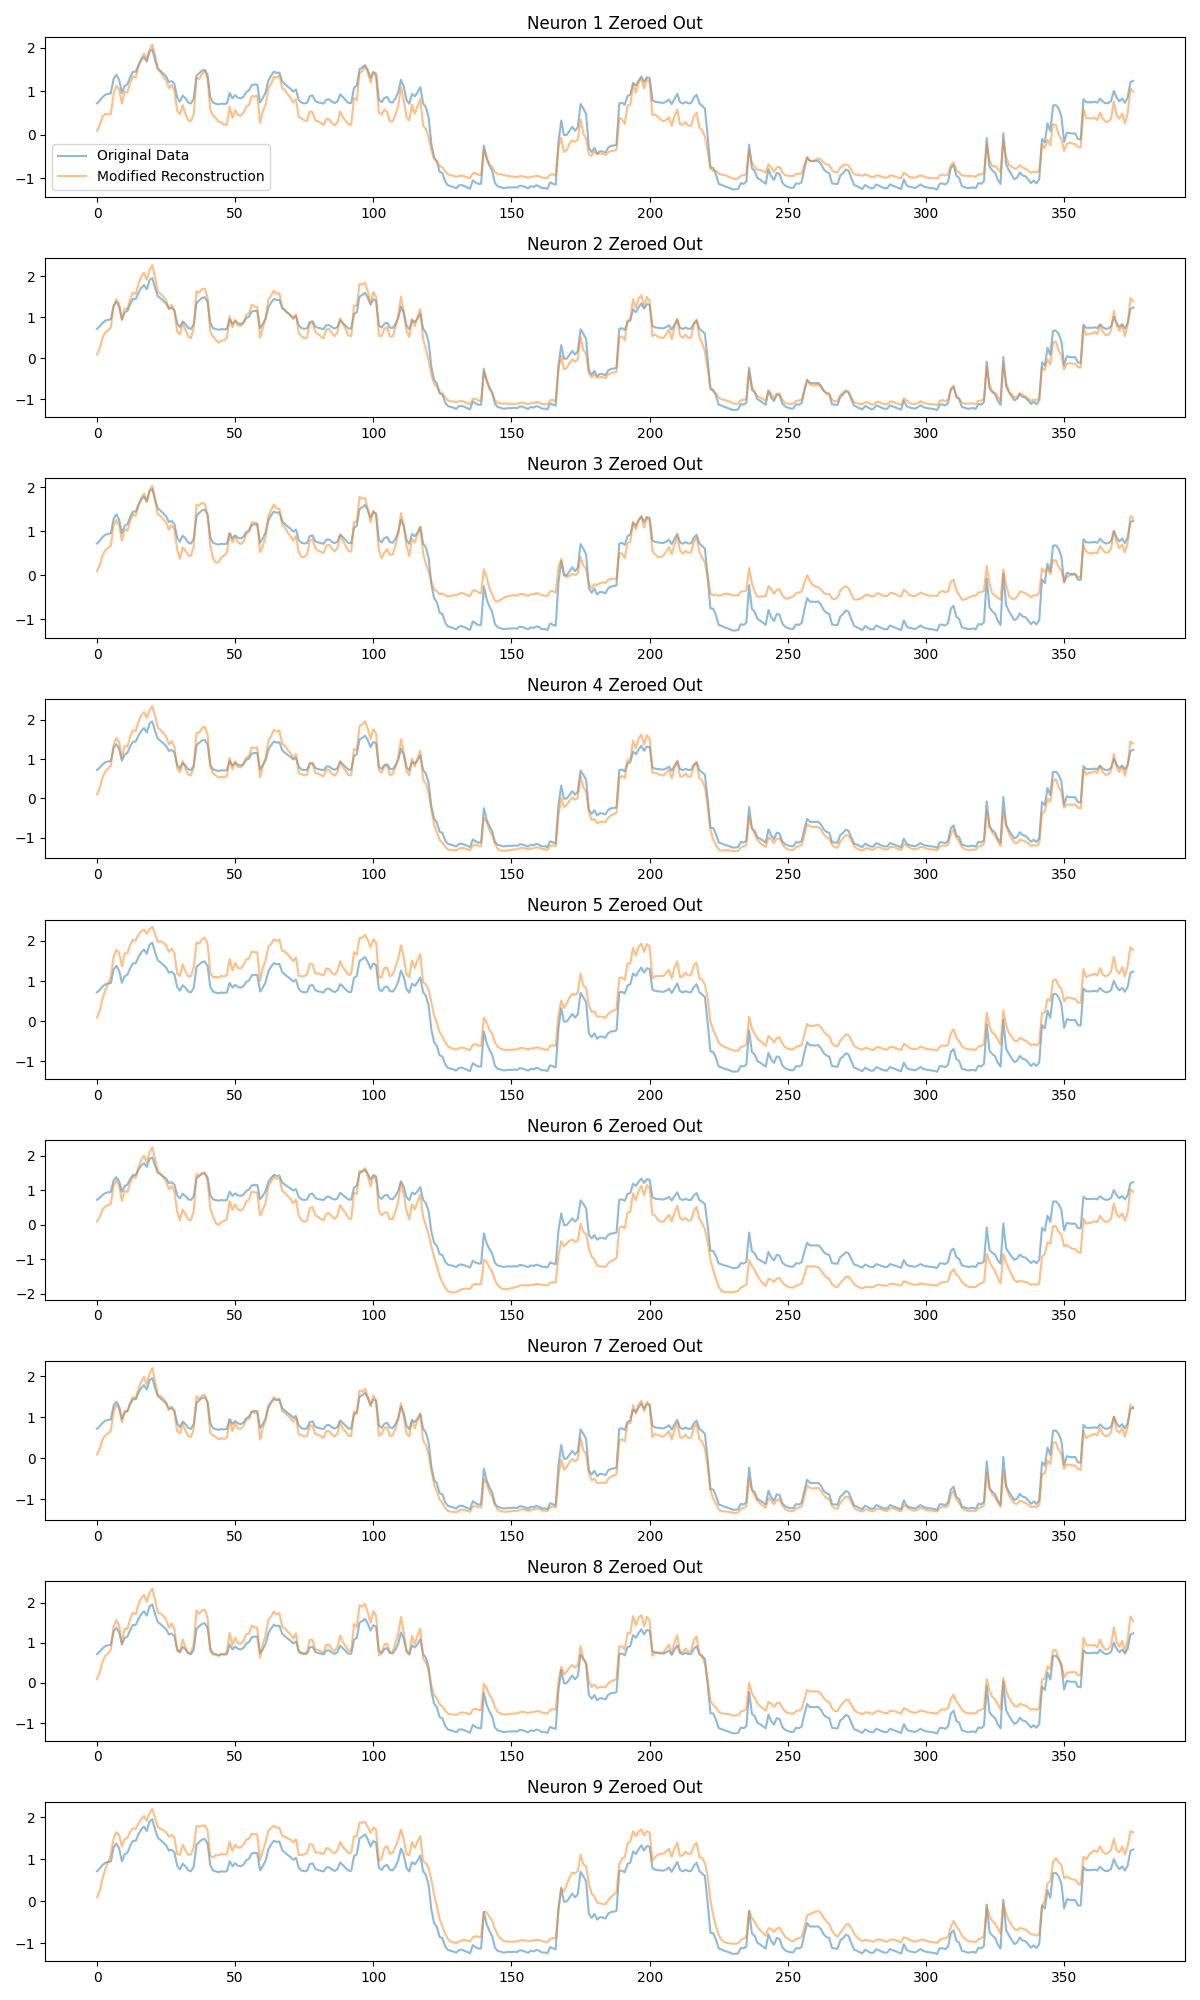 Neuron 1 Zeroed Out
2
1
0
−1
Original Data
Modified Reconstruction
0 50 100 150 200 250 300 350
Neuron 2 Zeroed Out
2
1
0
−1
0 50 100 150 200 250 300 350
Neuron 3 Zeroed Out
2
1
0
−1
0 50 100 150 200 250 300 350
Neuron 4 Zeroed Out
2
1
0
−1
0 50 100 150 200 250 300 350
Neuron 5 Zeroed Out
2
1
0
−1
0 50 100 150 200 250 300 350
Neuron 6 Zeroed Out
2
1
0
−1
−2
0 50 100 150 200 250 300 350
Neuron 7 Zeroed Out
2
1
0
−1
0 50 100 150 200 250 300 350
Neuron 8 Zeroed Out
2
1
0
−1
0 50 100 150 200 250 300 350
Neuron 9 Zeroed Out
2
1
0
−1
0 50 100 150 200 250 300 350